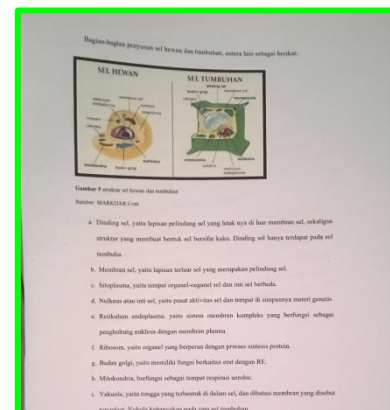 Bagian-bagian penyusun sel hewan dan tumbuhan, antara lain sebagai berikut:
SEL HEWAN
SEL TUMBUHAN
Gambar 5 struktur sel hewan dan tumbuhan
Sumber: MARKIJAR.Com
a. Dinding sel, yaitu lapisan pelindung sel yang letak nya di luar membran sel, sekaligus
struktur yang membuat bentuk sel bersifat kaku. Dinding sel hanya terdapat pada sel
tumbuhn.
b. Membran sel, yaitu lapisan terluar sel yang merupakan pelindung sel.
c. Sitoplasma, yaitu tempat organel-organel sel dan inti sel berbeda.
d. Nulkeus atau inti sel, yaitu pusat aktivitas sel dan tempat di simpannya materi genetis.
e. Retikulum endoplasma, yaitu sistem membran kompleks yang berfungsi sebagai
penghubung nukleus dengan membran plasma.
f. Ribosom, yaitu organel yang berperan dengan proses sintesis protein.
g. Badan golgi, yaitu memiliki fungsi berkaitan erat dengan RE.
h. Mitokondria, berfungsi sebagai tempat respirasi aerobic.
i. Vakuola, yaitu rongga yang terbentuk di dalam sel, dan dibatasi membran yang disebut